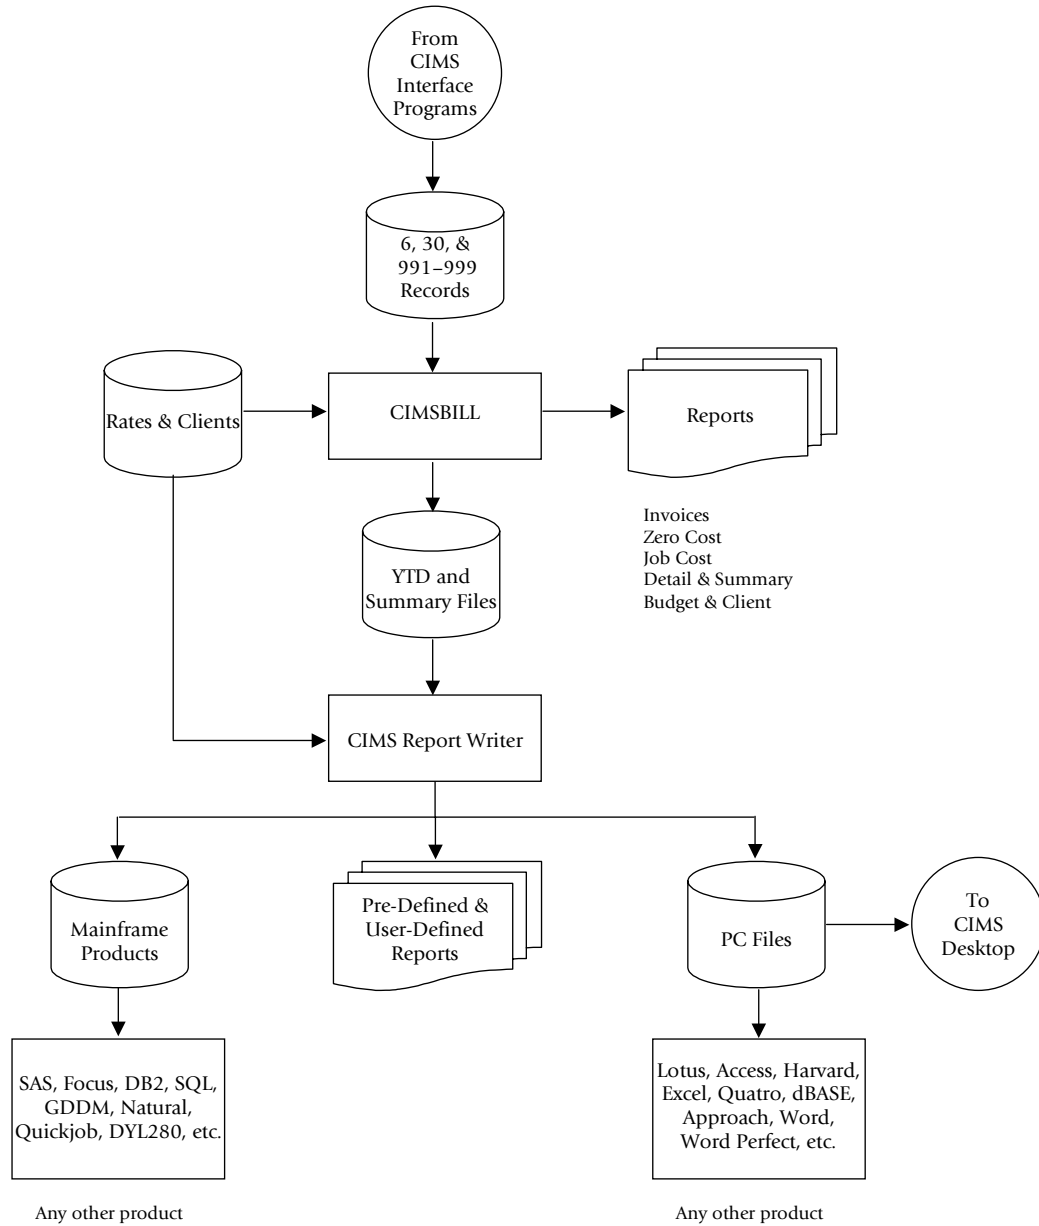 From
CIMS
Interface
Programs
6, 30, &
991–999
Records
Rates & Clients
CIMSBILL
Reports
Invoices
Zero Cost
Job Cost
Detail & Summary
Budget & Client
YTD and
Summary Files
CIMS Report Writer
Mainframe
Products
Pre-Defined &
User-Defined
Reports
PC Files
To
CIMS
Desktop
SAS, Focus, DB2, SQL,
GDDM, Natural,
Quickjob, DYL280, etc.
Lotus, Access, Harvard,
Excel, Quatro, dBASE,
Approach, Word,
Word Perfect, etc.
Any other product
Any other product